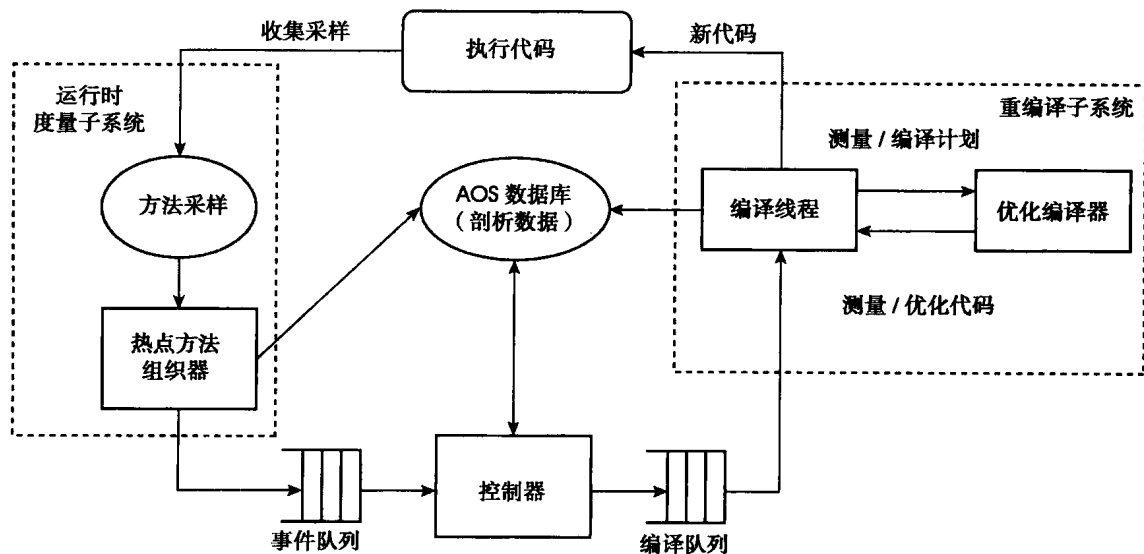 收集采样
执行代码
新代码
运行时
度量子系统
重编译子系统
测量 / 编译计划
方法采样
AOS 数据库
（剖析数据）
编译线程
优化编译器
测量 / 优化代码
热点方法
组织器
控制器
事件队列
编译队列